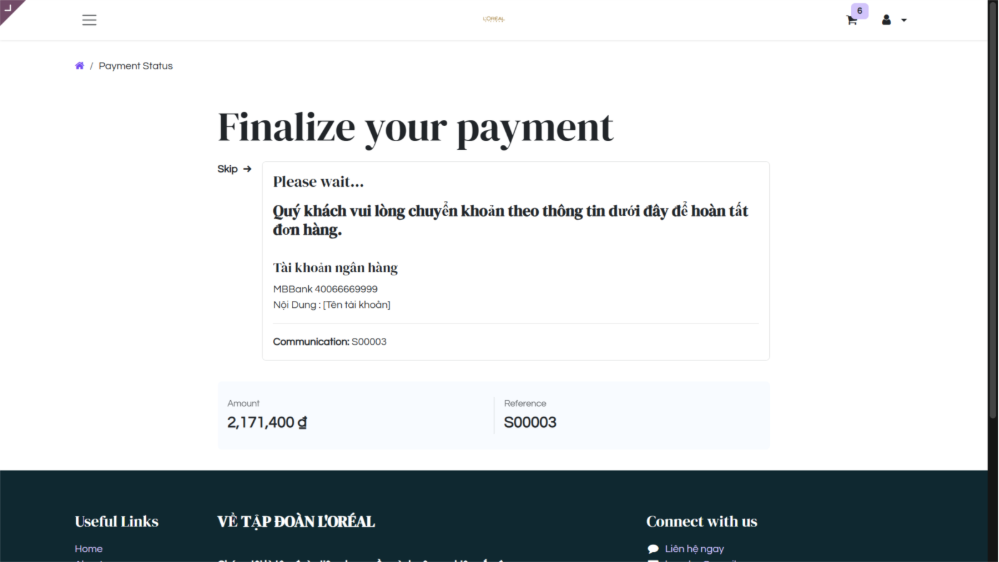 L'ORÉAL
6
/ Payment Status
Finalize your payment
Skip →
Please wait...
Quý khách vui lòng chuyển khoản theo thông tin dưới đây để hoàn tất
đơn hàng.
Tài khoản ngân hàng
MBBank 40066669999
Nội Dung : [Tên tài khoản]
Communication: S00003
Amount
2,171,400 ₫
Reference
S00003
Useful Links
VỀ TẬP ĐOÀN L'ORÉAL
Connect with us
Home
Liên hệ ngay